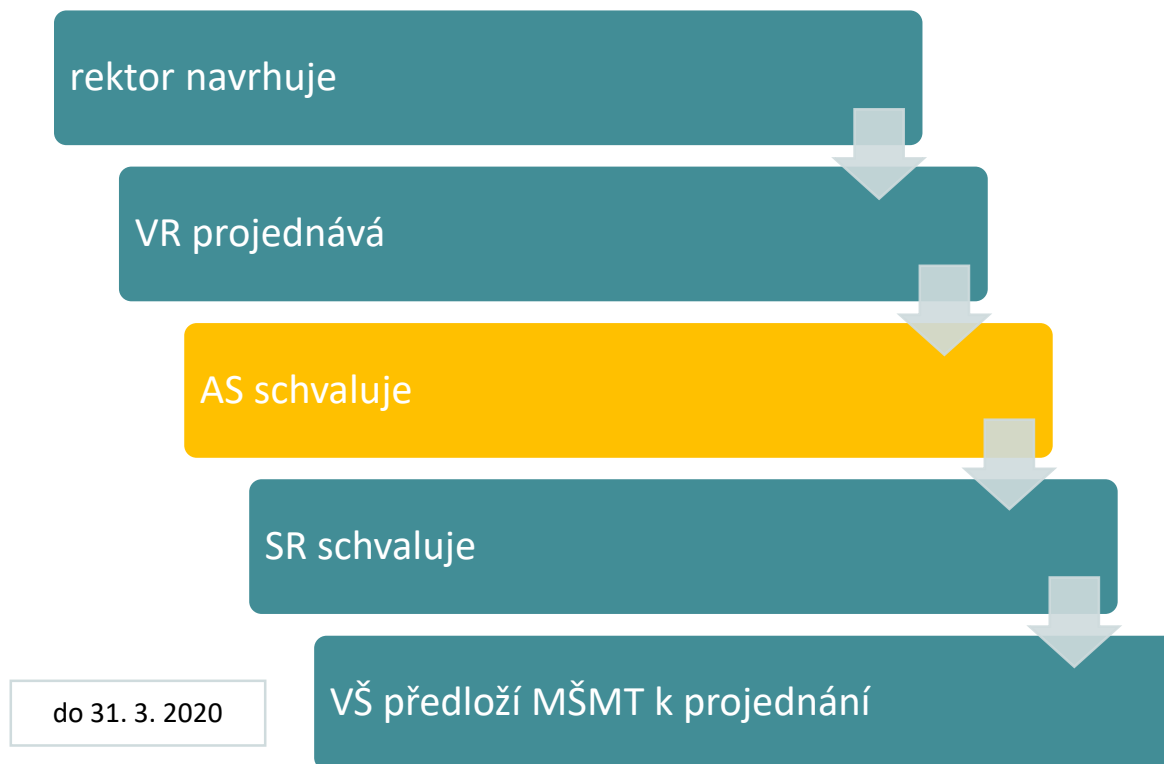 rektor navrhuje
VR projednává
AS schvaluje
SR schvaluje
VŠ předloží MŠMT k projednání
do 31. 3. 2020